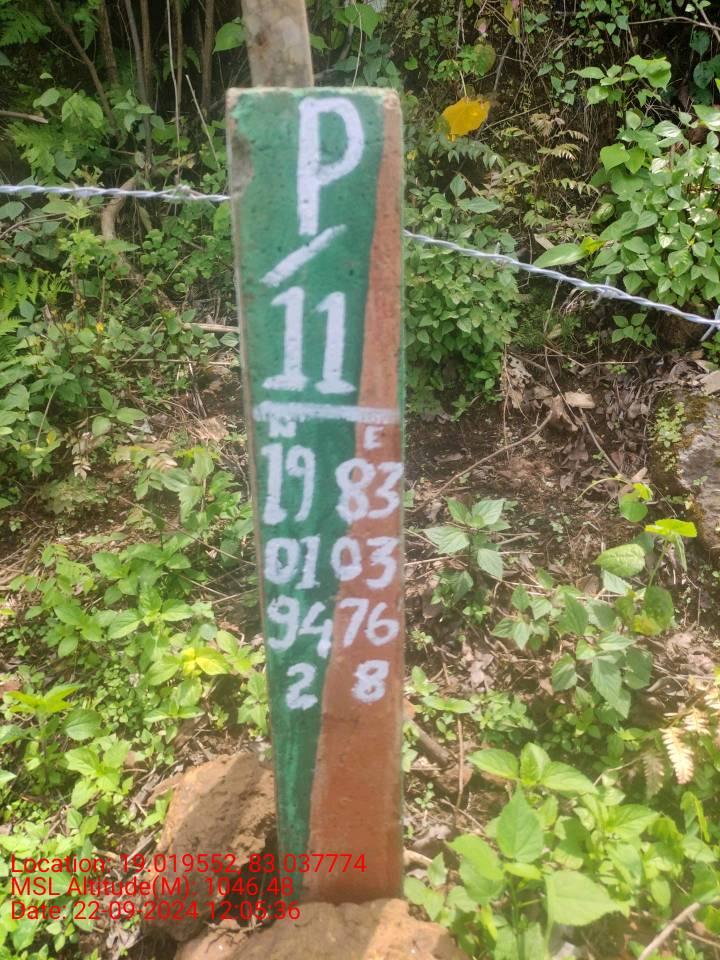 P
/
11
N E
19 83
01 03
94 76
2 8
Location: 19.019552, 83.037774
MSL Altitude(M): 1046.48
Date: 22-09-2024 12:05:36